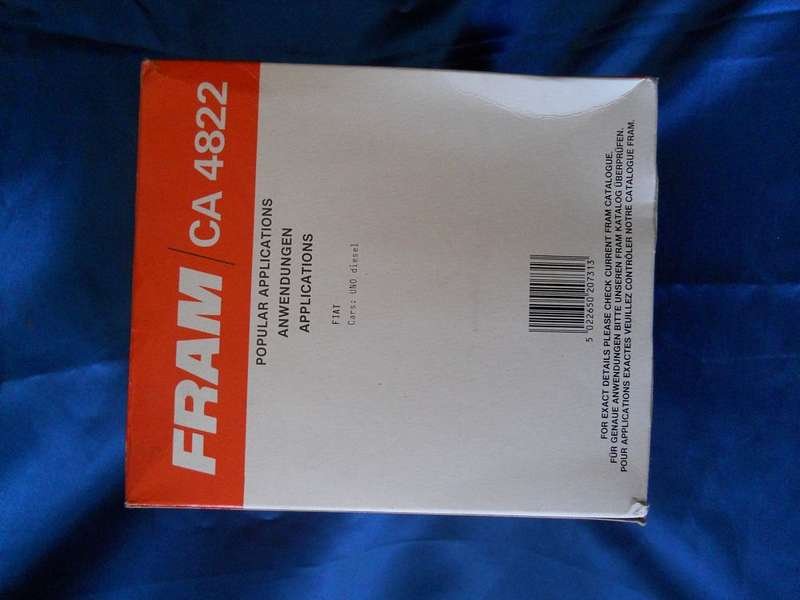 FRAM/CA 4822
POPULAR APPLICATIONS
ANWENDUNGEN
APPLICATIONS
FIAT
Cars: UNO diesel
5 022650 207313
FOR EXACT DETAILS PLEASE CHECK CURRENT FRAM CATALOGUE.
FÜR GENAUE ANWENDUNGEN BITTE UNSEREN FRAM KATALOG ÜBERPRÜFEN.
POUR APPLICATIONS EXACTES VEUILLEZ CONTRÔLER NOTRE CATALOGUE FRAM.